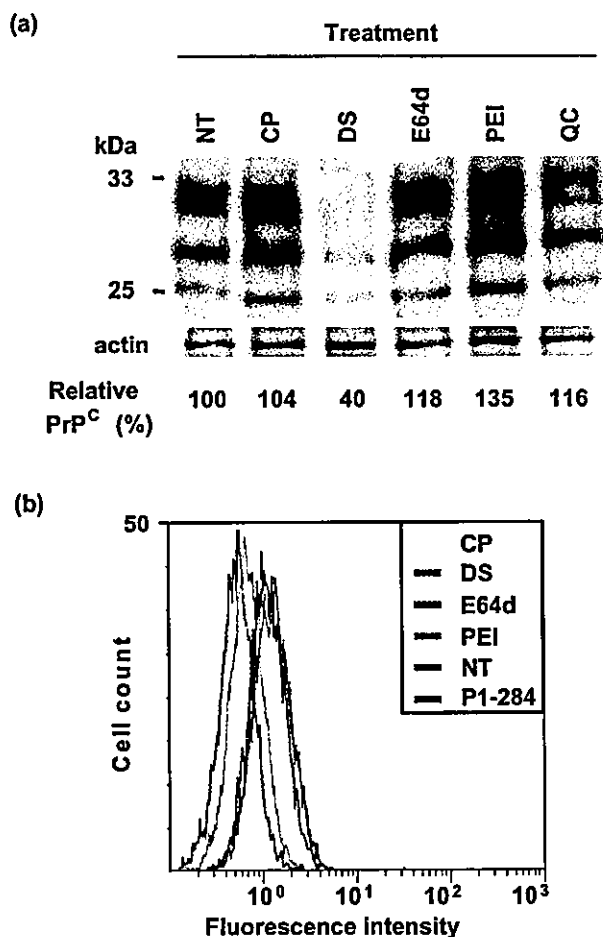 (a)
Treatment
kDa NT CP DS E64d PEI QC
33
25
actin
Relative PrP^C (%) 100 104 40 118 135 116
(b)
50
CP
DS
E64d
PEI
NT
P1-284
Cell count
10^0 10^1 10^2 10^3
Fluorescence intensity